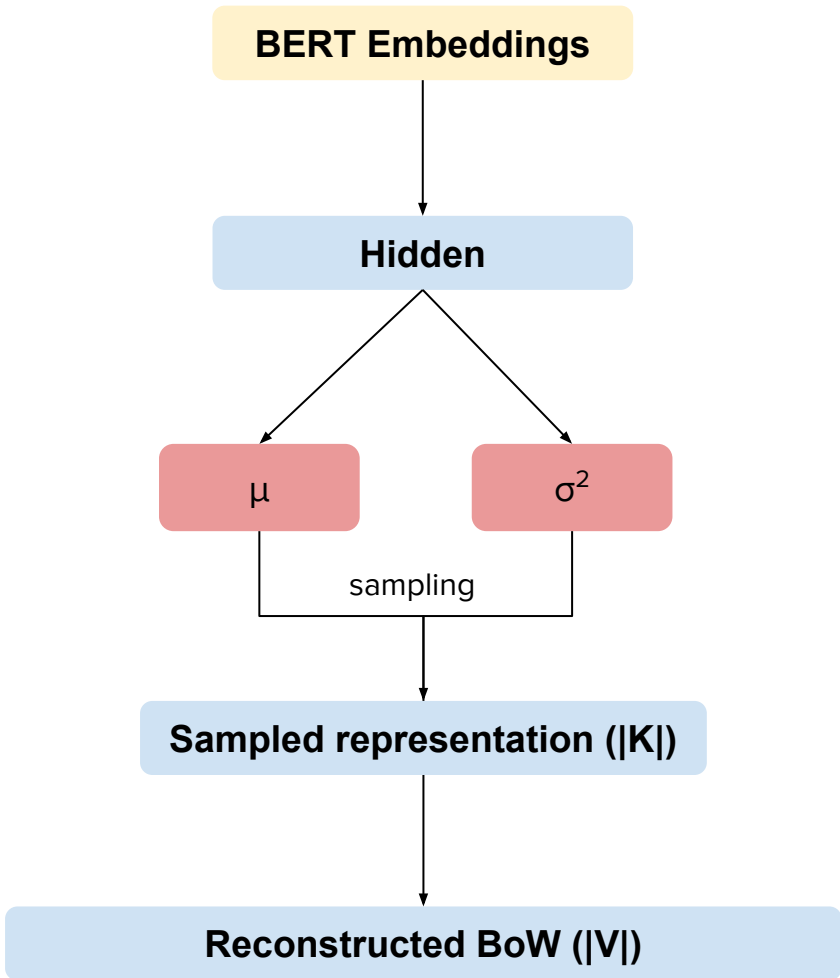 BERT Embeddings
Hidden
μ
σ²
sampling
Sampled representation (|K|)
Reconstructed BoW (|V|)